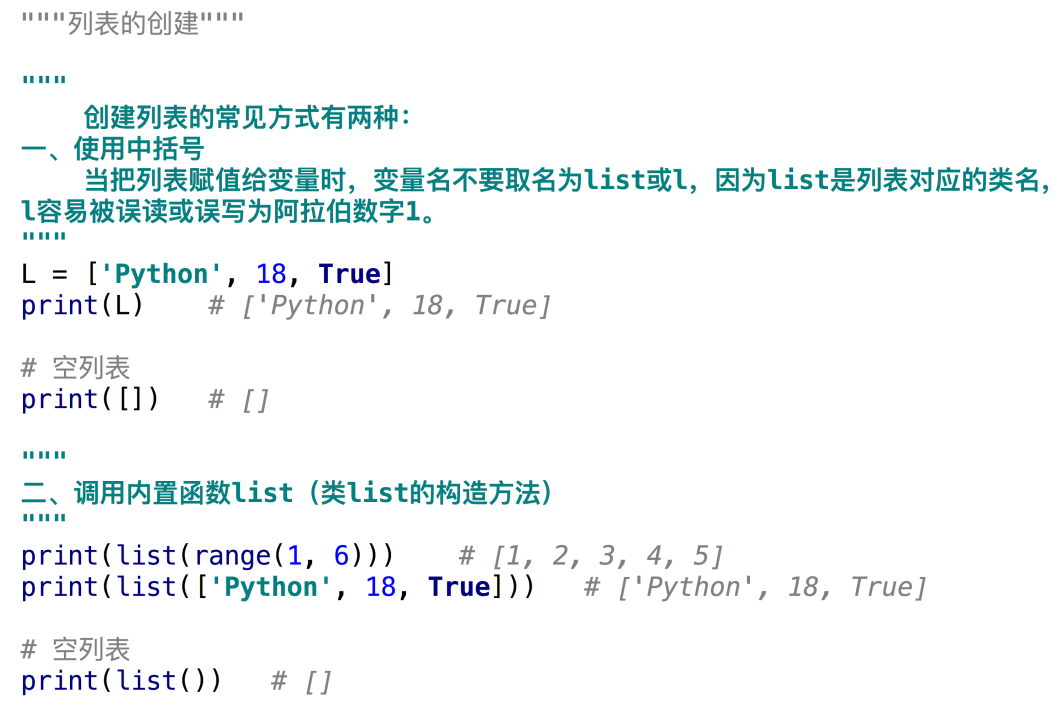 """列表的创建"""
"""
创建列表的常见方式有两种：
一、使用中括号
当把列表赋值给变量时，变量名不要取名为list或l，因为list是列表对应的类名，
l容易被误读或误写为阿拉伯数字1。
"""
L = ['Python', 18, True]
print(L)    # ['Python', 18, True]
# 空列表
print([])   # []
"""
二、调用内置函数list（类list的构造方法）
"""
print(list(range(1, 6)))    # [1, 2, 3, 4, 5]
print(list(['Python', 18, True]))   # ['Python', 18, True]
# 空列表
print(list())   # []